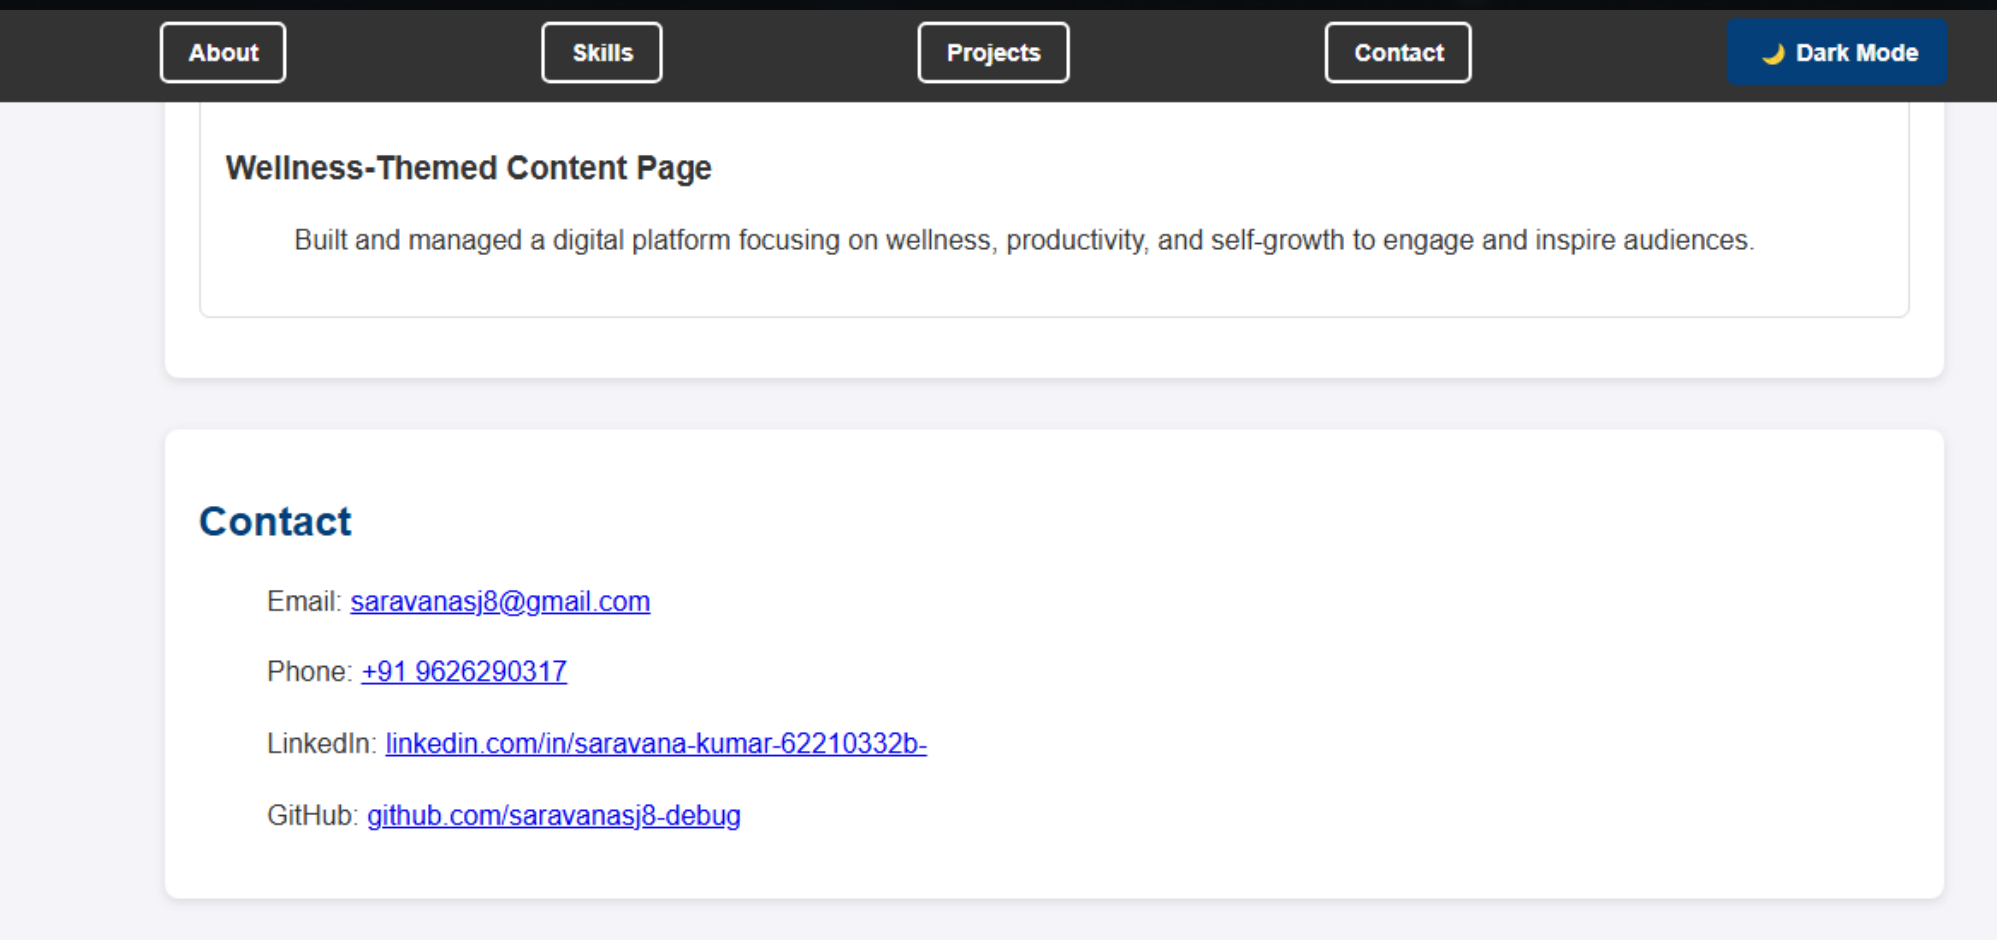 About
Skills
Projects
Contact
🌙 Dark Mode
Wellness-Themed Content Page
Built and managed a digital platform focusing on wellness, productivity, and self-growth to engage and inspire audiences.
Contact
Email: saravanasj8@gmail.com
Phone: +91 9626290317
LinkedIn: linkedin.com/in/saravana-kumar-62210332b-
GitHub: github.com/saravanasj8-debug